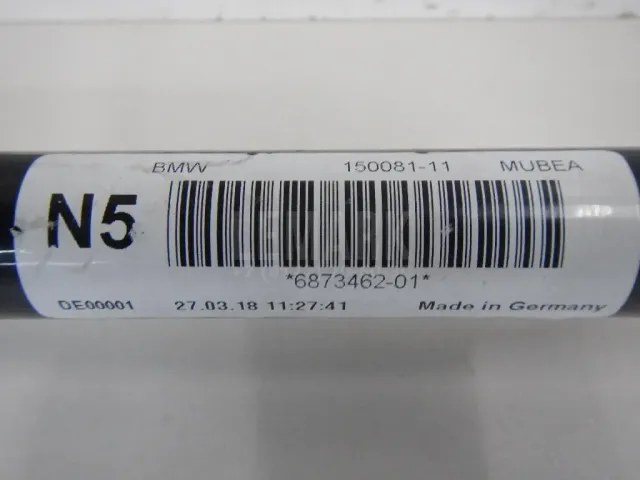 BMW 150081-11 MUBEA
N5
*6873462-01*
DE00001 27.03.18 11:27:41 Made in Germany